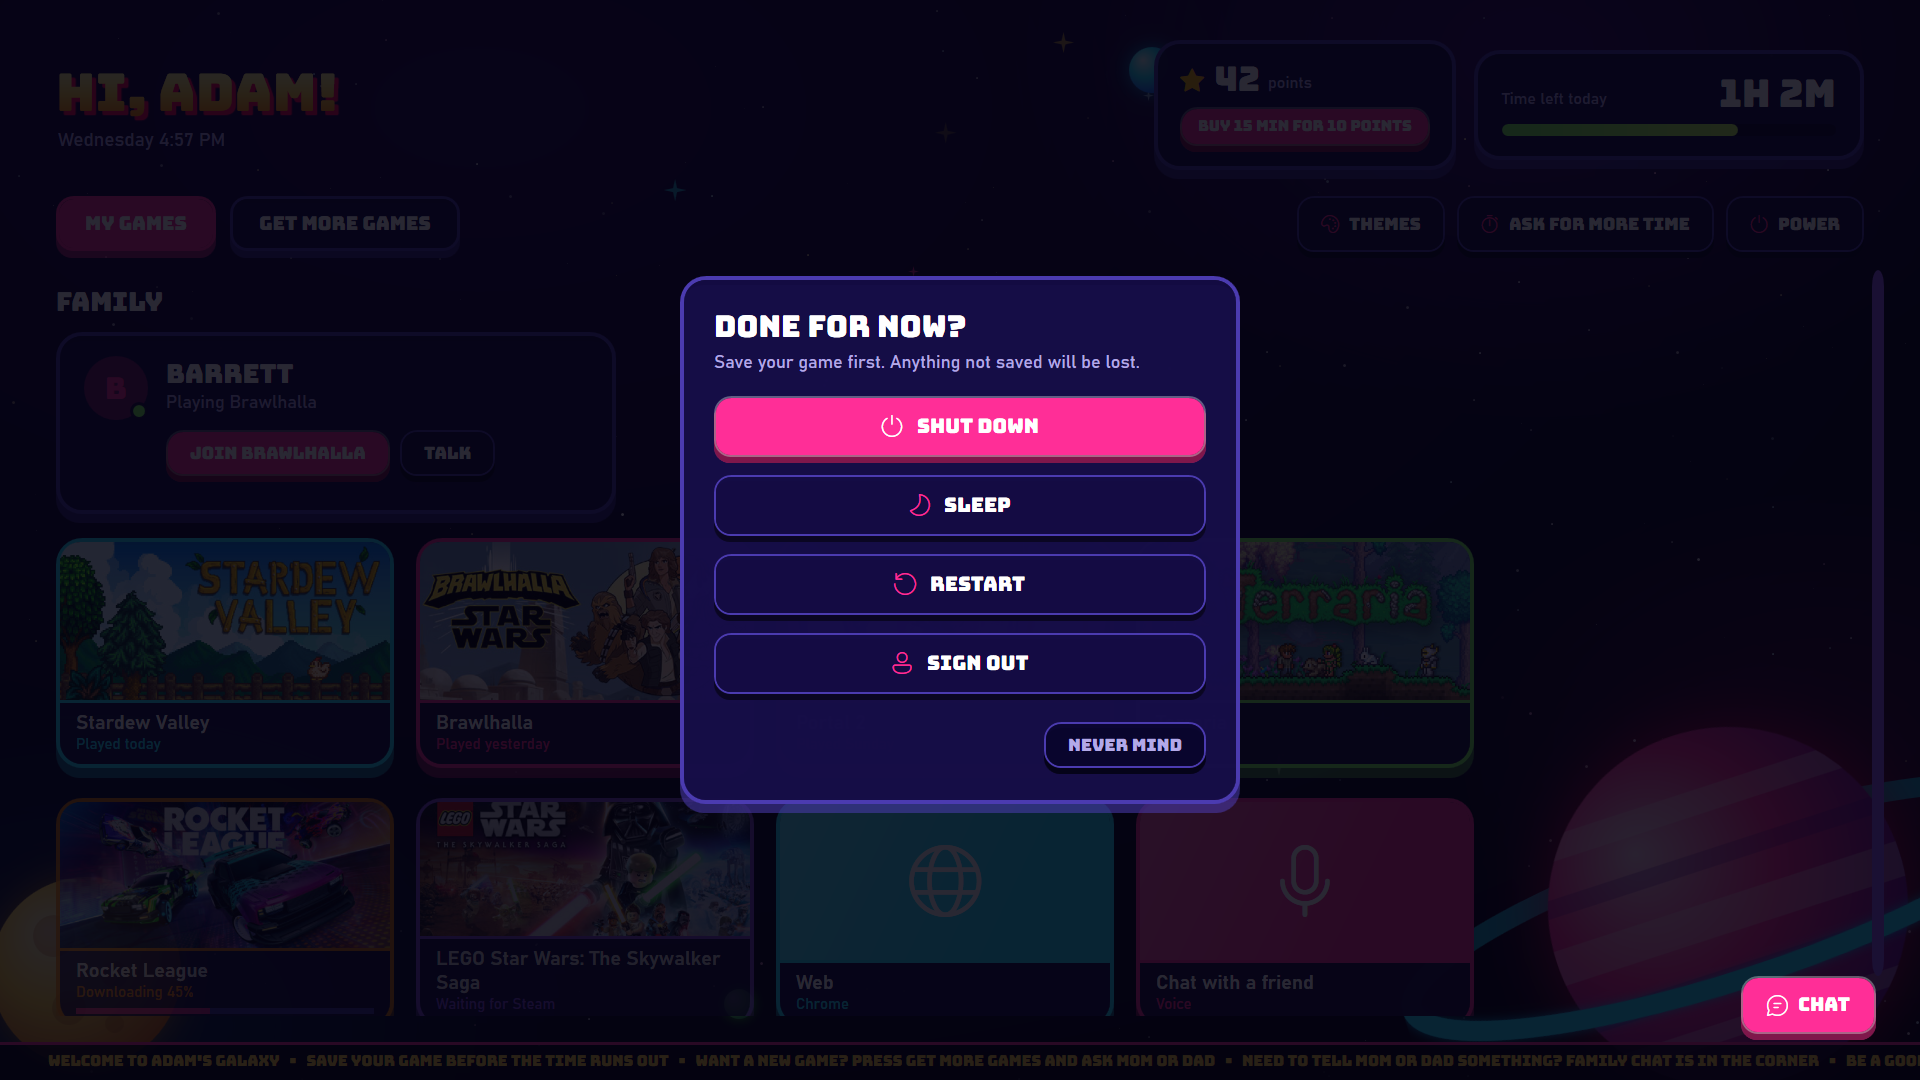 HI, ADAM!
Wednesday 4:57 PM
42 points
BUY 15 MIN FOR 10 POINTS
Time left today
1H 2M
MY GAMES
GET MORE GAMES
THEMES
ASK FOR MORE TIME
POWER
FAMILY
B
BARRETT
Playing Brawlhalla
JOIN BRAWLHALLA
TALK
DONE FOR NOW?
Save your game first. Anything not saved will be lost.
SHUT DOWN
SLEEP
RESTART
SIGN OUT
NEVER MIND
STARDEW
VALLEY
Stardew Valley
Played today
BRAWLHALLA
STAR
WARS
Brawlhalla
Played yesterday
Terraria
ROCKET
LEAGUE
Rocket League
Downloading 45%
LEGO
STAR
WARS
THE SKYWALKER SAGA
LEGO Star Wars: The Skywalker
Saga
Waiting for Steam
Web
Chrome
Chat with a friend
Voice
CHAT
WELCOME TO ADAM'S GALAXY ▪ SAVE YOUR GAME BEFORE THE TIME RUNS OUT ▪ WANT A NEW GAME? PRESS GET MORE GAMES AND ASK MOM OR DAD ▪ NEED TO TELL MOM OR DAD SOMETHING? FAMILY CHAT IS IN THE CORNER ▪ BE A GOO